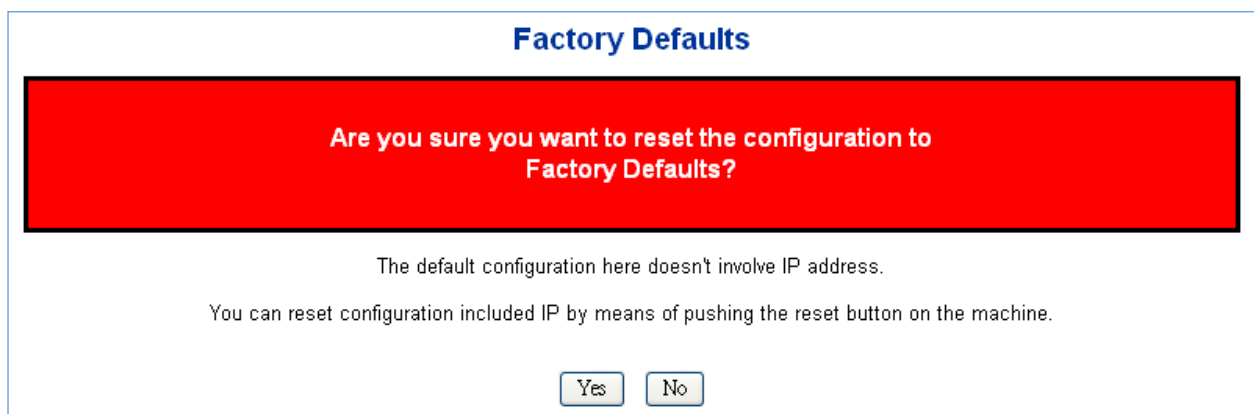 Factory Defaults
Are you sure you want to reset the configuration to
Factory Defaults?
The default configuration here doesn't involve IP address.
You can reset configuration included IP by means of pushing the reset button on the machine.
Yes No